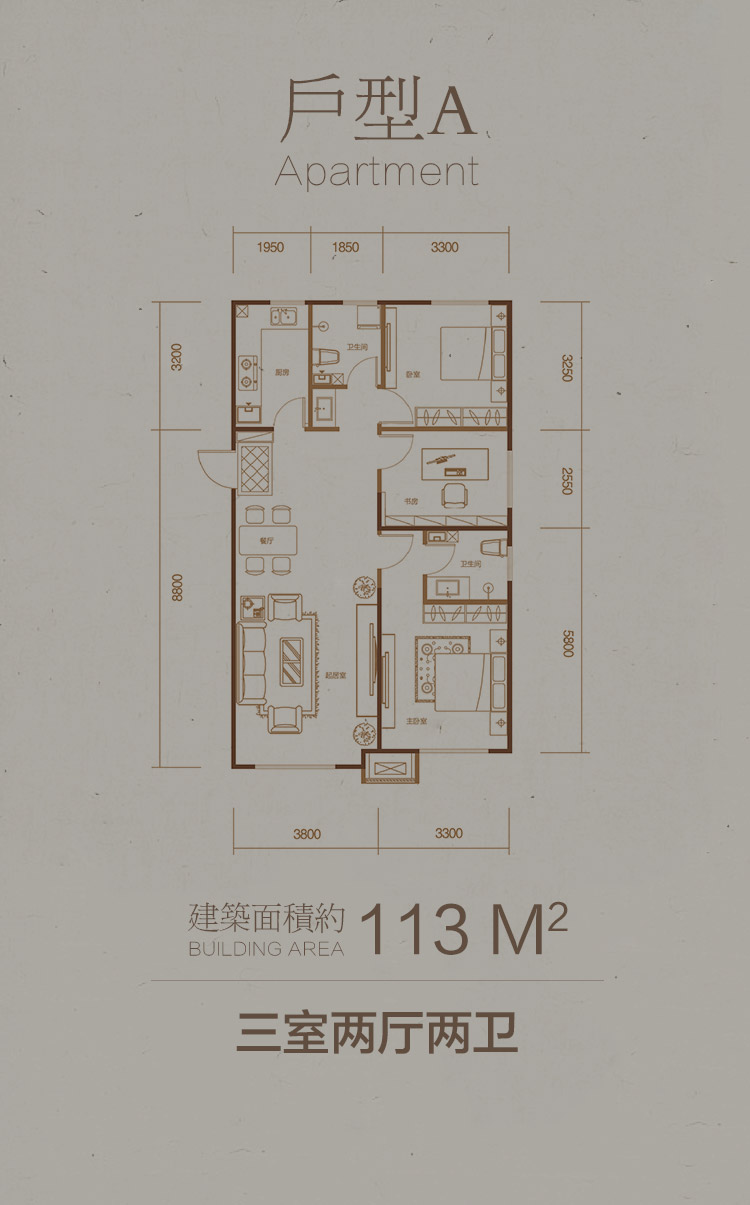 戶型A
Apartment
1950 1850 3300
3200
3250
厨房
卫生间
卧室
2550
书房
餐厅
卫生间
8800
5800
起居室
主卧室
3800 3300
建築面積約 113 M²
BUILDING AREA
三室两厅两卫